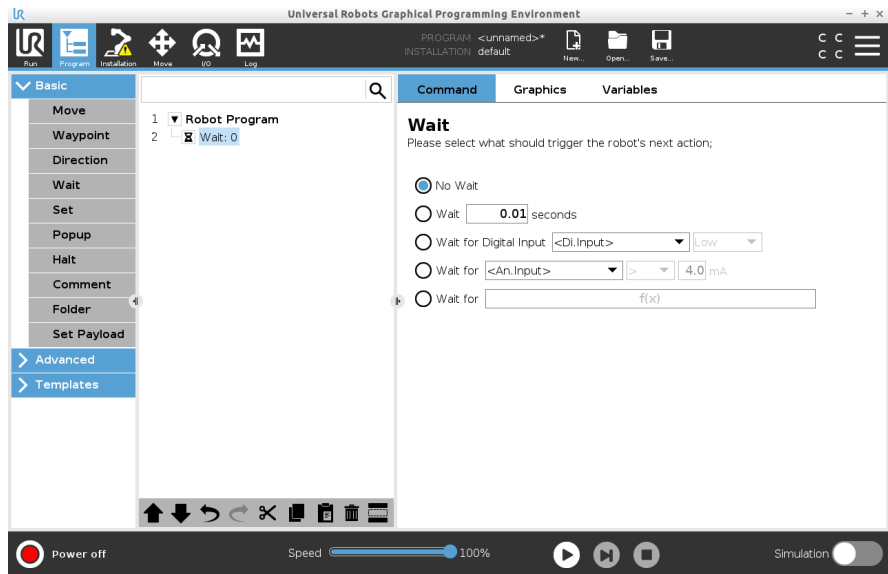 Universal Robots Graphical Programming Environment
UR
Run
Program
Installation
Move
I/O
Log
PROGRAM <unnamed>*
INSTALLATION default
New...
Open...
Save...
C C
C C
Basic
Move
Waypoint
Direction
Wait
Set
Popup
Halt
Comment
Folder
Set Payload
Advanced
Templates
1 Robot Program
2 Wait: 0
Command Graphics Variables
Wait
Please select what should trigger the robot's next action;
No Wait
Wait 0.01 seconds
Wait for Digital Input <Di.Input> Low
Wait for <An.Input> > 4.0 mA
Wait for f(x)
Power off
Speed 100%
Simulation